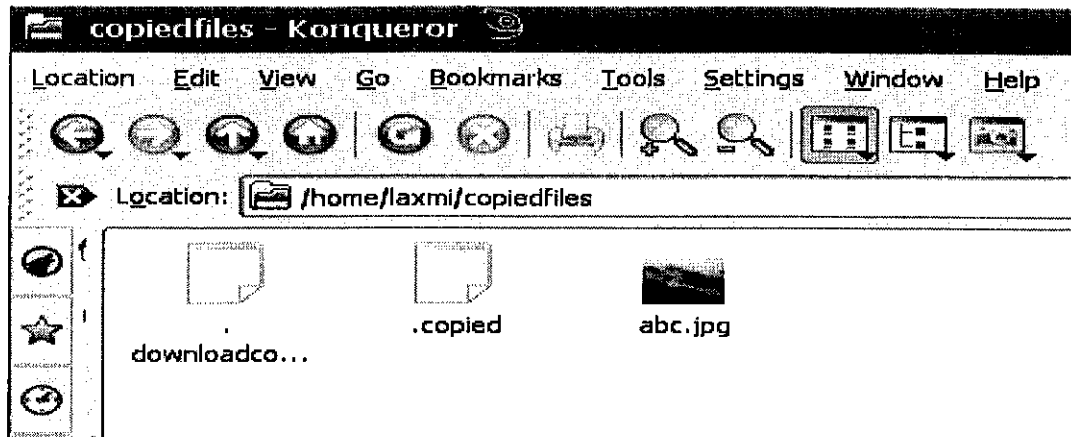 copiedfiles - Konqueror
Location Edit View Go Bookmarks Tools Settings Window Help
Location: /home/laxmi/copiedfiles
.
downloadco...
.copied
abc.jpg